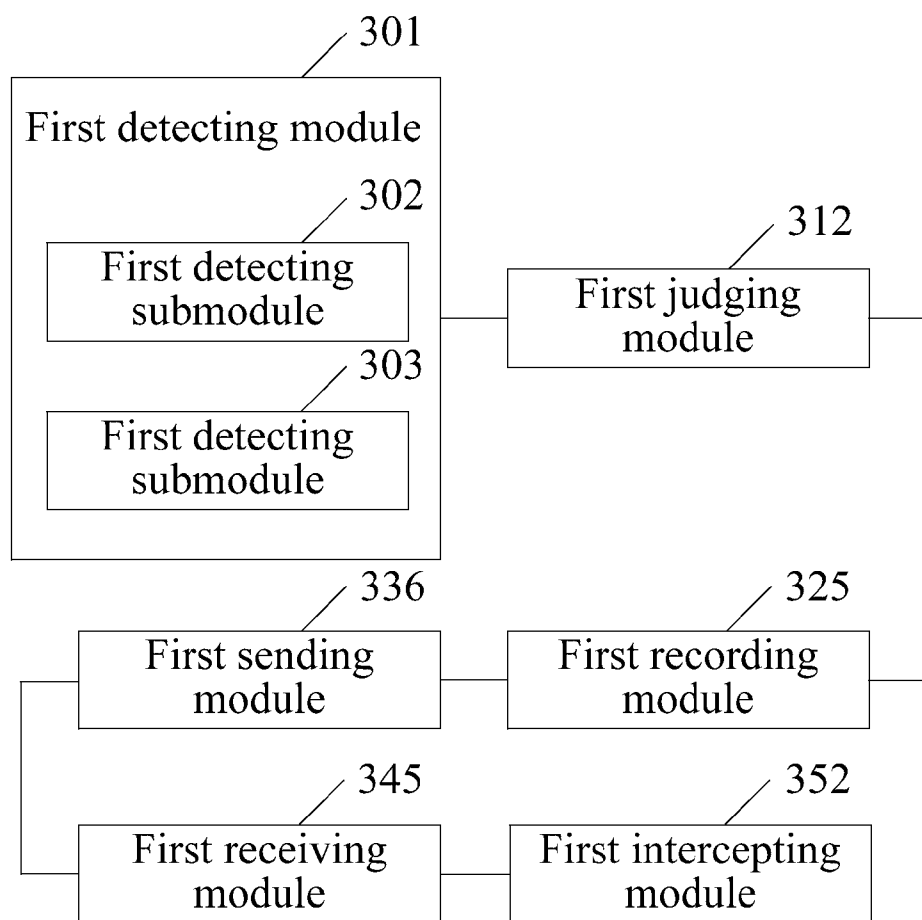 301
First detecting module
302
First detecting
submodule
303
First detecting
submodule
312
First judging
module
336
First sending
module
325
First recording
module
345
First receiving
module
352
First intercepting
module